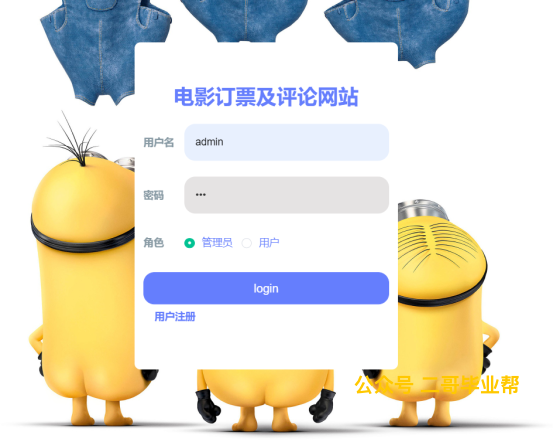 电影订票及评论网站
用户名 admin
密码 •••
角色 管理员 用户
login
用户注册
公众号 二哥毕业帮